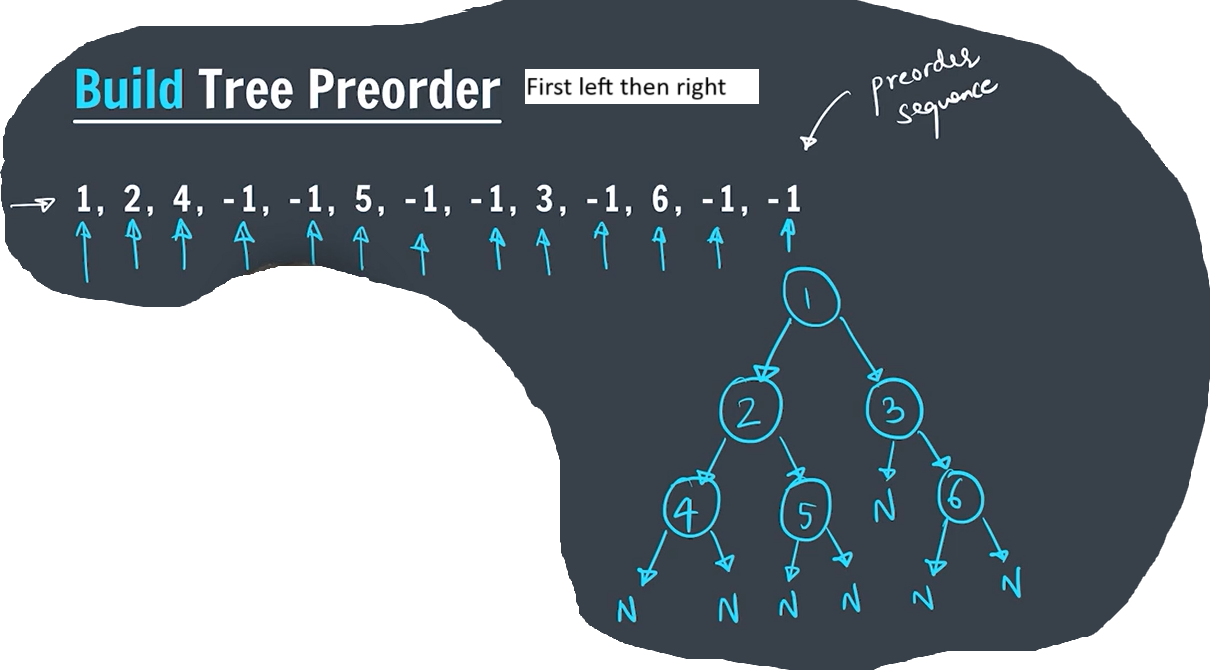 Build Tree Preorder
First left then right
preorder
sequence
1, 2, 4, -1, -1, 5, -1, -1, 3, -1, 6, -1, -1
1
2 3
4 5 N 6
N N N N N N